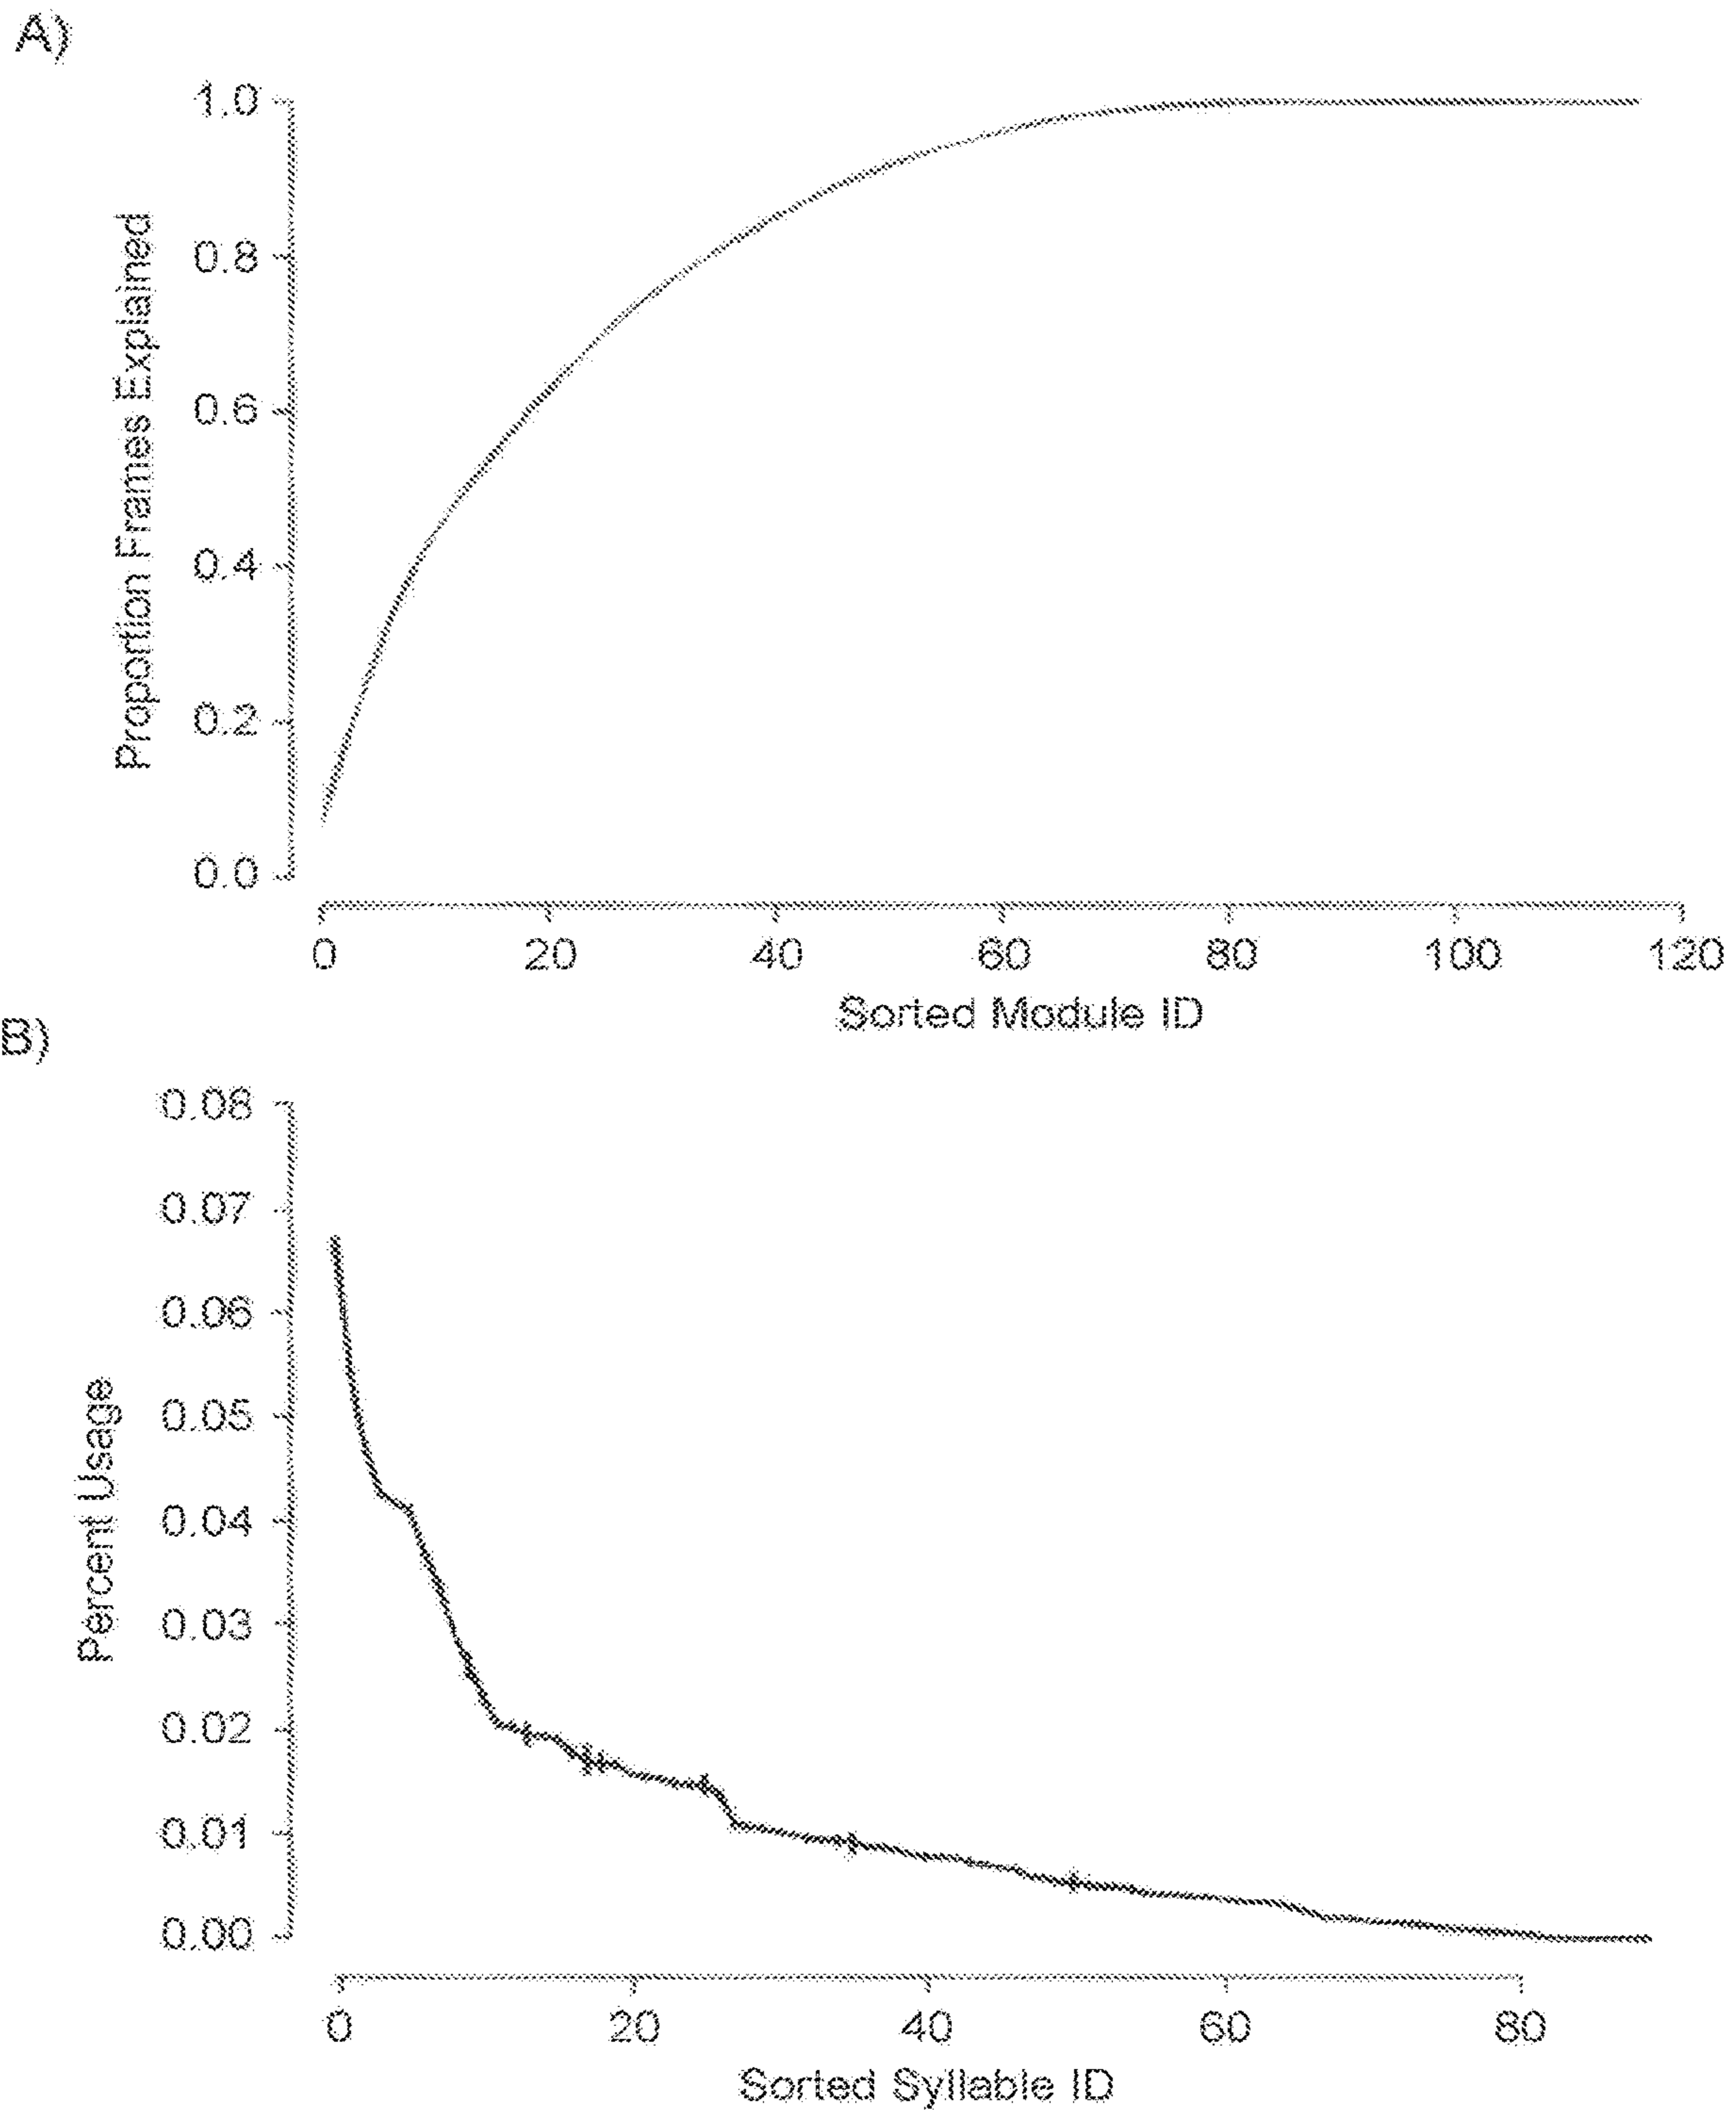 A)
1.0
0.8
0.6
0.4
0.2
0.0
Proportion Frames Explained
0 20 40 60 80 100 120
Sorted Module ID
B)
0.08
0.07
0.06
0.05
0.04
0.03
0.02
0.01
0.00
Percent Usage
0 20 40 60 80
Sorted Syllable ID